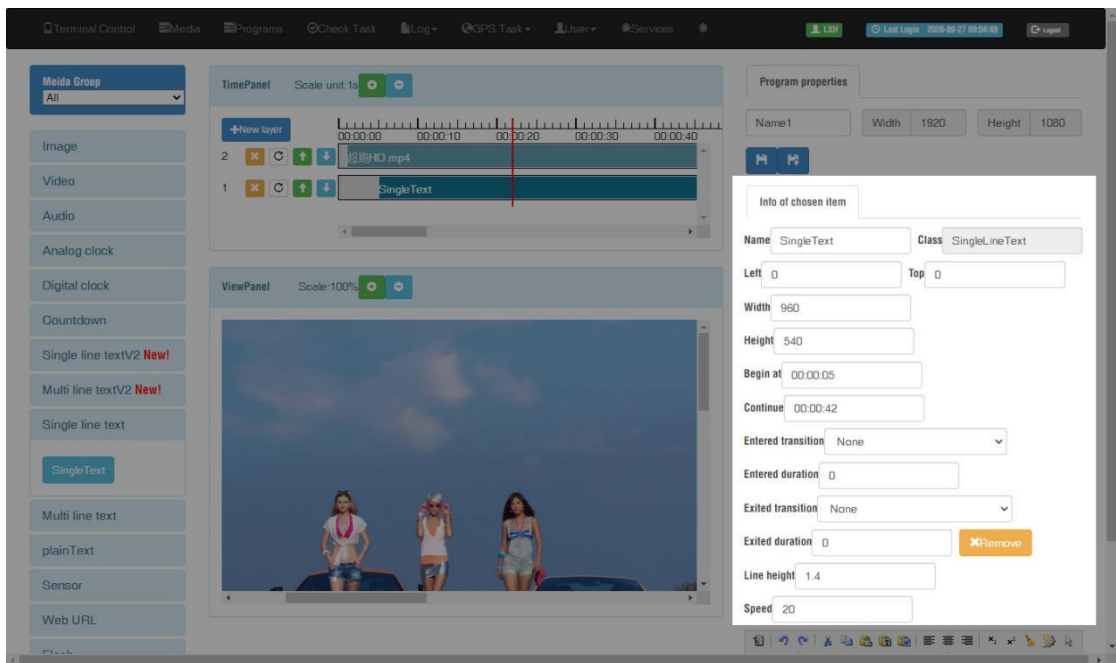 Terminal Control Media Programs Check Task Log GPS Task User Services LXH Last Login 2020-05-27 09:04:40 Logout
Meida Group
All
Image
Video
Audio
Analog clock
Digital clock
Countdown
Single line textV2 New!
Multi line textV2 New!
Single line text
SingleText
Multi line text
plainText
Sensor
Web URL
Flash
TimePanel Scale unit:1s
New layer
00:00:00 00:00:10 00:00:20 00:00:30 00:00:40
2 超跑HD.mp4
1 SingleText
ViewPanel Scale:100%
Program properties
Name1 Width 1920 Height 1080
Info of chosen item
Name SingleText Class SingleLineText
Left 0 Top 0
Width 960
Height 540
Begin at 00:00:05
Continue 00:00:42
Entered transition None
Entered duration 0
Exited transition None
Exited duration 0 Remove
Line height 1.4
Speed 20